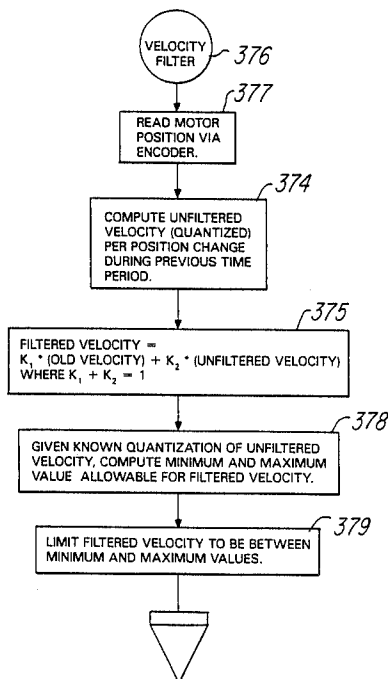 VELOCITY
FILTER
376
377
READ MOTOR
POSITION VIA
ENCODER.
374
COMPUTE UNFILTERED
VELOCITY (QUANTIZED)
PER POSITION CHANGE
DURING PREVIOUS TIME
PERIOD.
375
FILTERED VELOCITY =
K₁ * (OLD VELOCITY) + K₂ * (UNFILTERED VELOCITY)
WHERE K₁ + K₂ = 1
378
GIVEN KNOWN QUANTIZATION OF UNFILTERED
VELOCITY, COMPUTE MINIMUM AND MAXIMUM
VALUE ALLOWABLE FOR FILTERED VELOCITY.
379
LIMIT FILTERED VELOCITY TO BE BETWEEN
MINIMUM AND MAXIMUM VALUES.